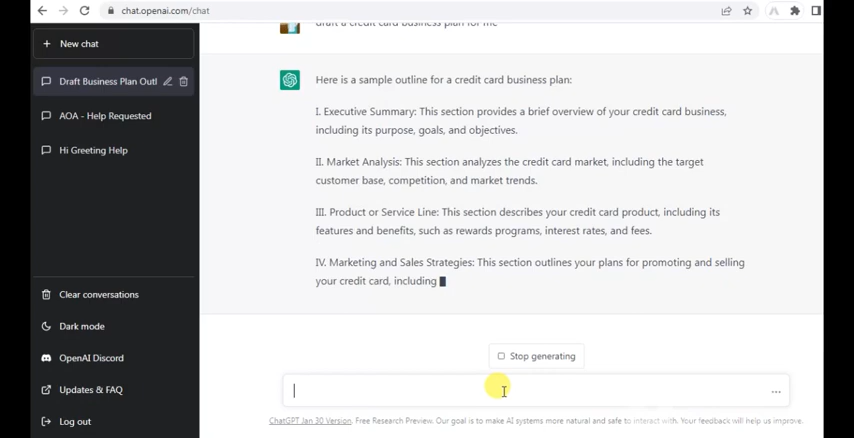 chat.openai.com/chat
New chat
draft a credit card business plan for me
Draft Business Plan Outl
AOA - Help Requested
Hi Greeting Help
Here is a sample outline for a credit card business plan:
I. Executive Summary: This section provides a brief overview of your credit card business,
including its purpose, goals, and objectives.
II. Market Analysis: This section analyzes the credit card market, including the target
customer base, competition, and market trends.
III. Product or Service Line: This section describes your credit card product, including its
features and benefits, such as rewards programs, interest rates, and fees.
IV. Marketing and Sales Strategies: This section outlines your plans for promoting and selling
your credit card, including
Clear conversations
Dark mode
OpenAI Discord
Updates & FAQ
Log out
Stop generating
ChatGPT Jan 30 Version. Free Research Preview. Our goal is to make AI systems more natural and safe to interact with. Your feedback will help us improve.